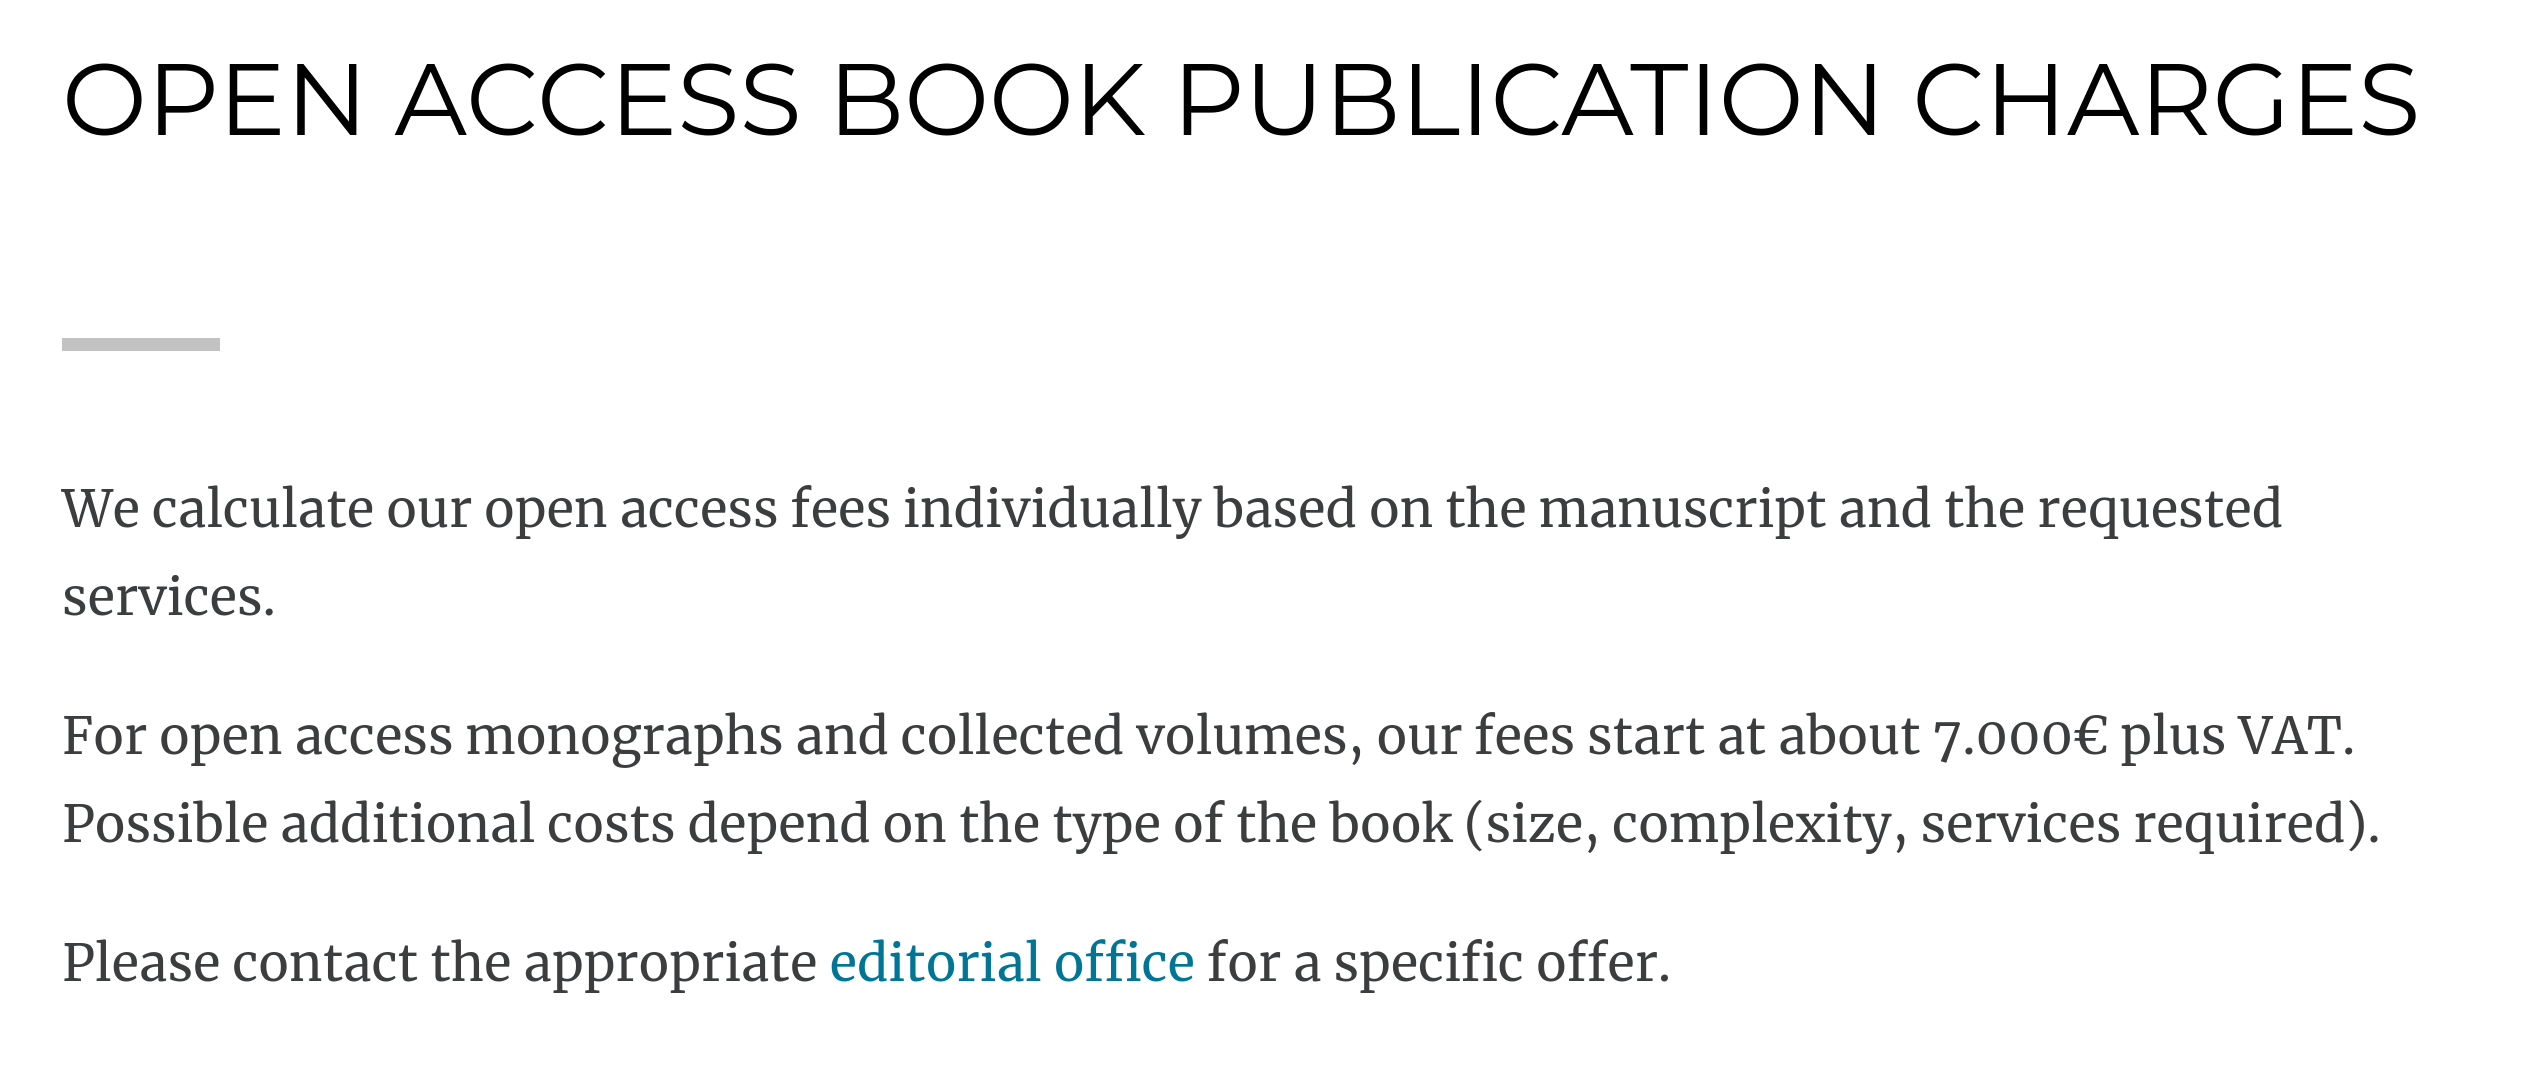 OPEN ACCESS BOOK PUBLICATION CHARGES
We calculate our open access fees individually based on the manuscript and the requested
services.
For open access monographs and collected volumes, our fees start at about 7.000€ plus VAT.
Possible additional costs depend on the type of the book (size, complexity, services required).
Please contact the appropriate editorial office for a specific offer.